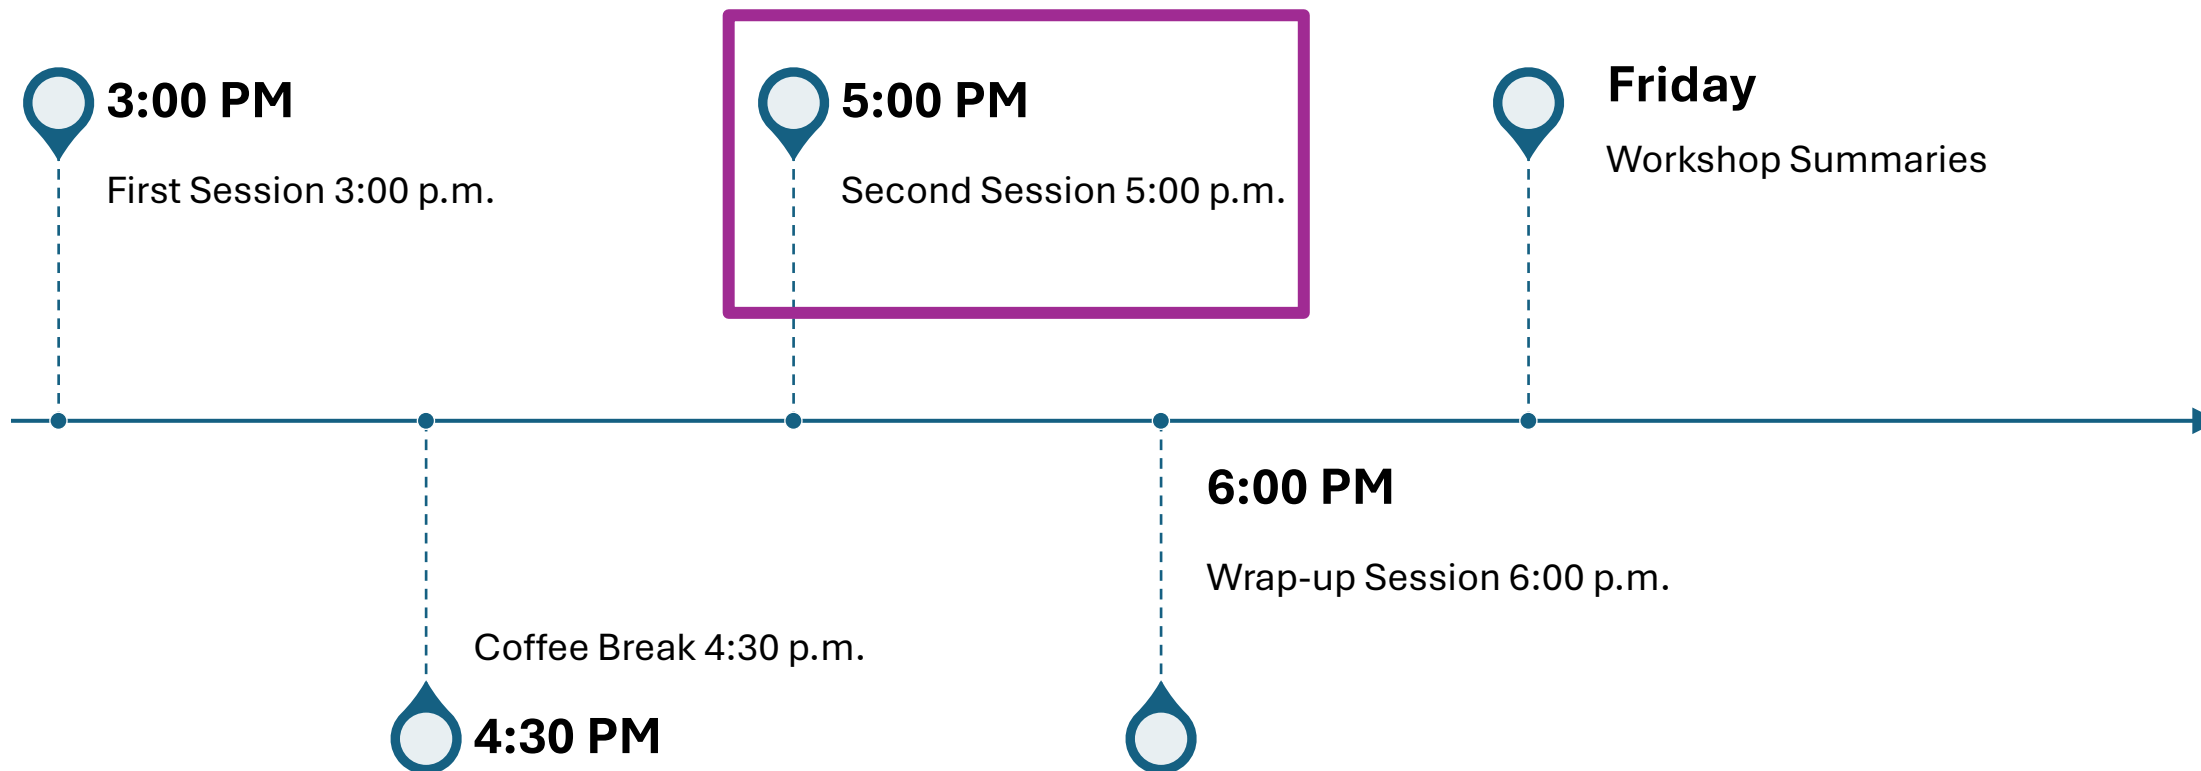 3:00 PM
First Session 3:00 p.m.
Coffee Break 4:30 p.m.
4:30 PM
5:00 PM
Second Session 5:00 p.m.
6:00 PM
Wrap-up Session 6:00 p.m.
Friday
Workshop Summaries